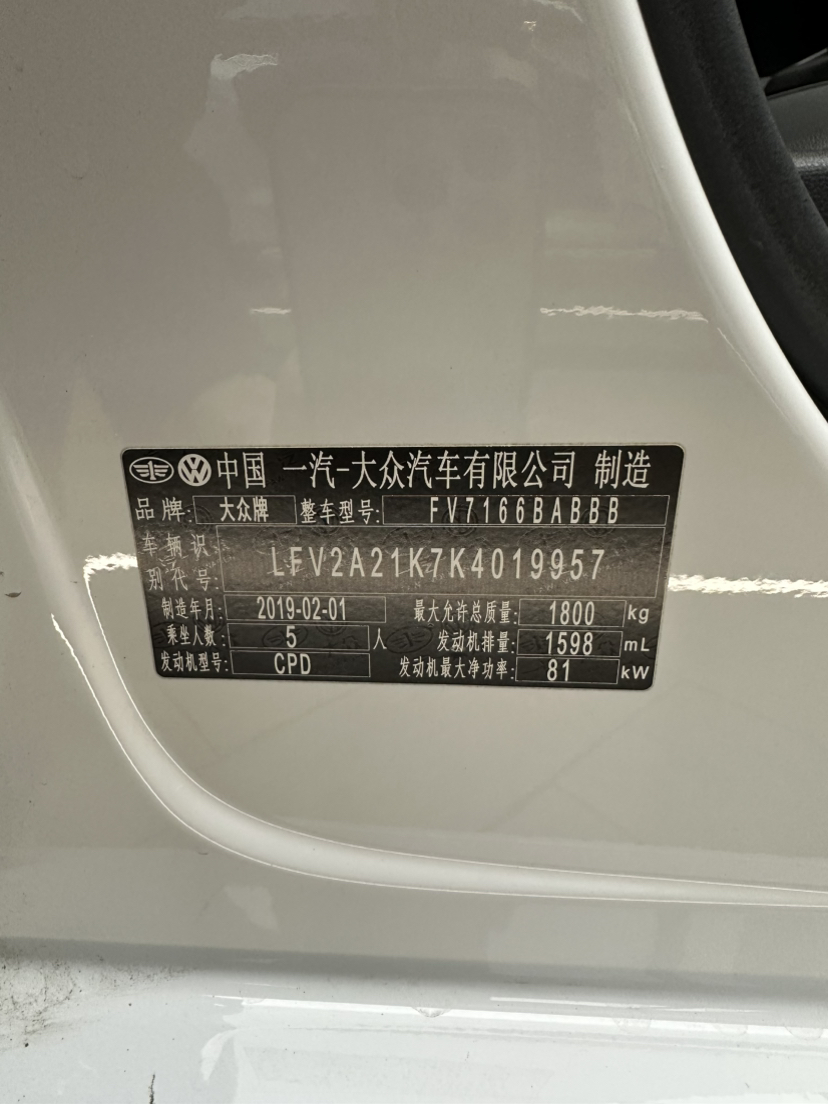 中国 一汽-大众汽车有限公司 制造
品牌: 大众牌 整车型号: FV7166BABBB
车辆识别代号: LFV2A21K7K4019957
制造年月: 2019-02-01 最大允许总质量: 1800 kg
乘坐人数: 5 人 发动机排量: 1598 mL
发动机型号: CPD 发动机最大净功率: 81 kW